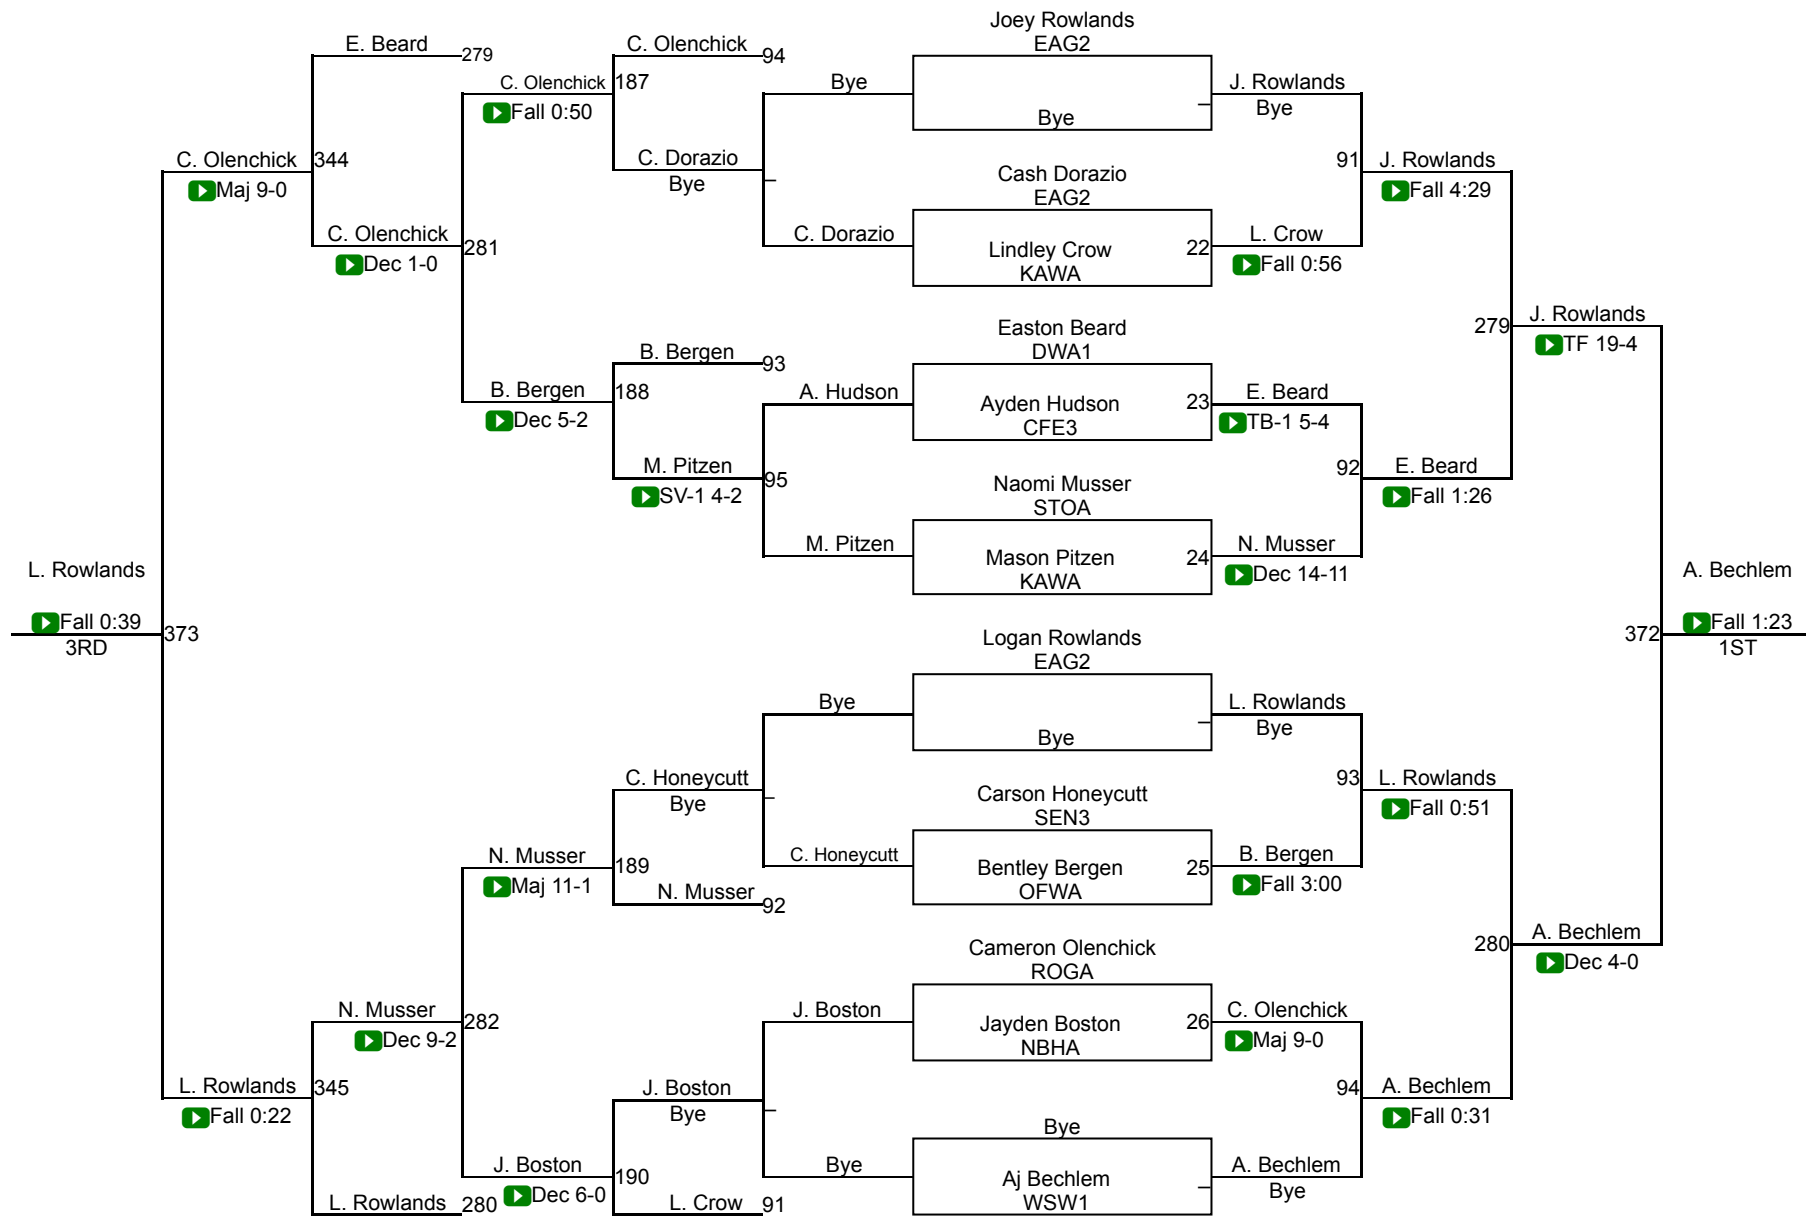 Joey Rowlands
EAG2
E. Beard
279
C. Olenchick
94
C. Olenchick
187
Fall 0:50
Bye
Bye
J. Rowlands
Bye
C. Olenchick
344
Maj 9-0
C. Dorazio
Bye
Cash Dorazio
EAG2
91
J. Rowlands
Fall 4:29
C. Olenchick
281
Dec 1-0
C. Dorazio
Lindley Crow
KAWA
22
L. Crow
Fall 0:56
Easton Beard
DWA1
279
J. Rowlands
TF 19-4
B. Bergen
93
B. Bergen
188
Dec 5-2
A. Hudson
Ayden Hudson
CFE3
23
E. Beard
TB-1 5-4
M. Pitzen
95
SV-1 4-2
Naomi Musser
STOA
92
E. Beard
Fall 1:26
M. Pitzen
Mason Pitzen
KAWA
24
N. Musser
Dec 14-11
L. Rowlands
Fall 0:39
3RD
373
A. Bechlem
372
Fall 1:23
1ST
Logan Rowlands
EAG2
Bye
Bye
L. Rowlands
Bye
C. Honeycutt
Bye
Carson Honeycutt
SEN3
93
L. Rowlands
Fall 0:51
N. Musser
189
Maj 11-1
C. Honeycutt
Bentley Bergen
OFWA
25
B. Bergen
Fall 3:00
N. Musser
92
Cameron Olenchick
ROGA
280
A. Bechlem
Dec 4-0
N. Musser
282
Dec 9-2
J. Boston
Jayden Boston
NBHA
26
C. Olenchick
Maj 9-0
L. Rowlands
345
Fall 0:22
J. Boston
Bye
Bye
94
A. Bechlem
Fall 0:31
J. Boston
190
Dec 6-0
Bye
Aj Bechlem
WSW1
A. Bechlem
Bye
L. Rowlands
280
L. Crow
91